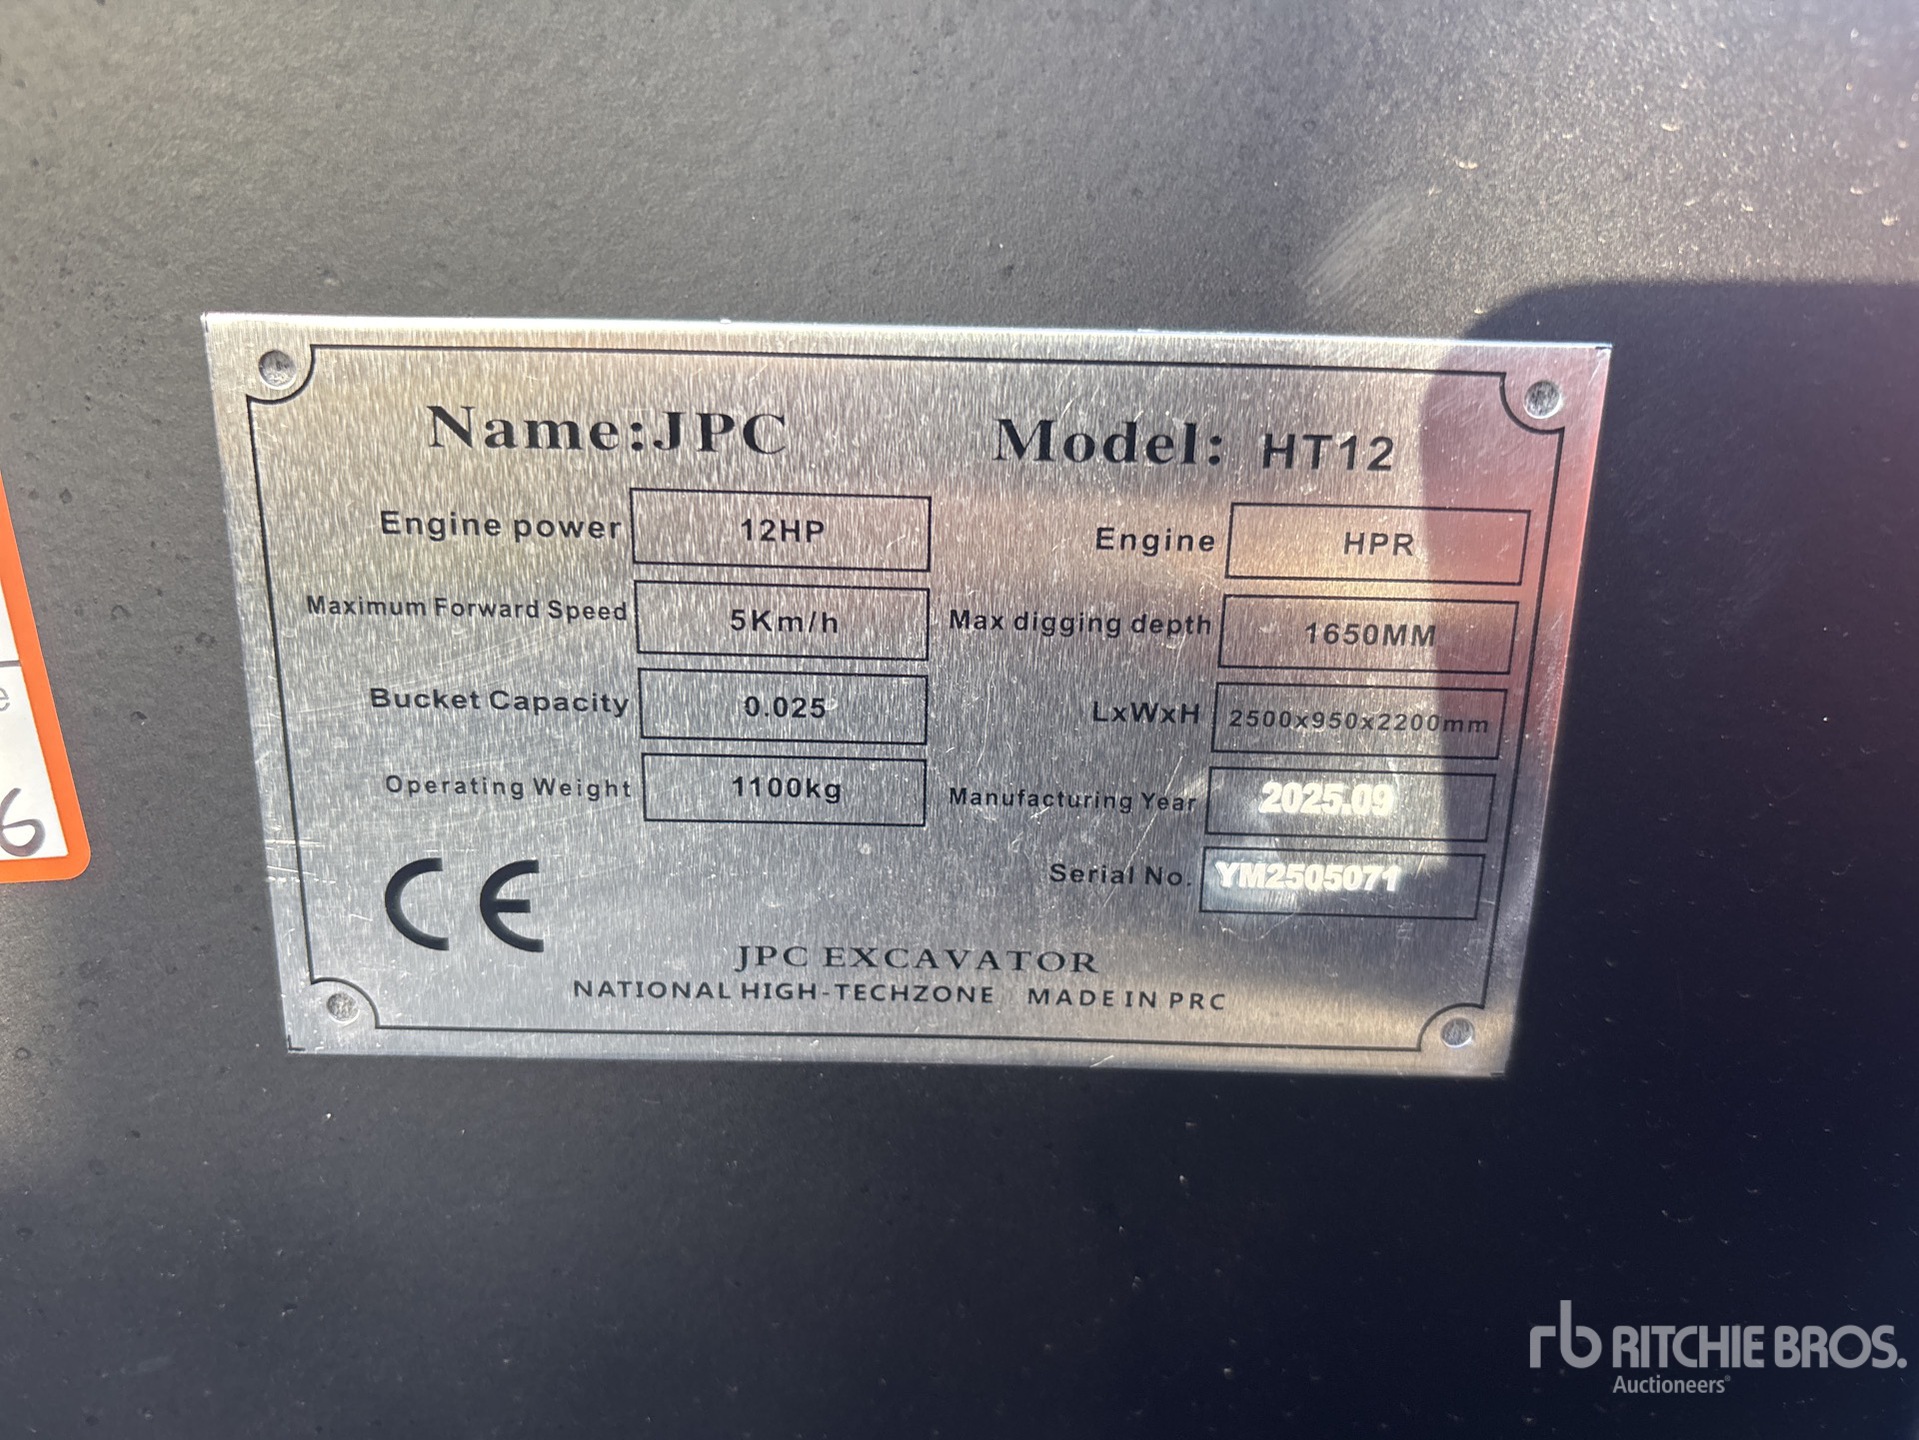 Name:JPC Model: HT12
Engine power 12HP Engine HPR
Maximum Forward Speed 5Km/h Max digging depth 1650MM
Bucket Capacity 0.025 LxWxH 2500x950x2200mm
Operating Weight 1100kg Manufacturing Year 2025.09
Serial No. YM2505071
CE
JPC EXCAVATOR
NATIONAL HIGH-TECHZONE MADE IN PRC
e
6
rb RITCHIE BROS.
Auctioneers®